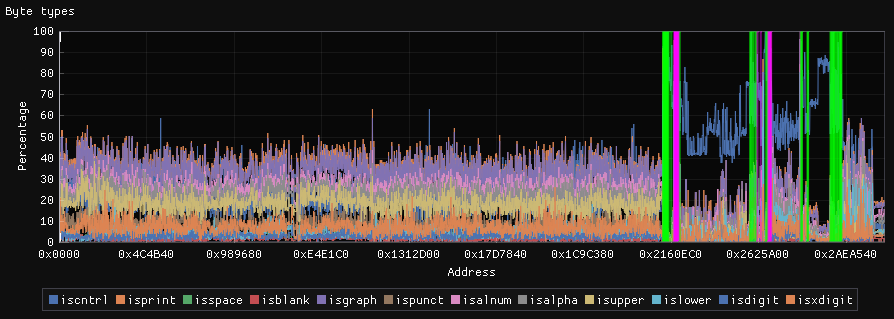 Byte types
100
90
80
70
60
50
40
30
20
10
0
Percentage
0x0000 0x4C4B40 0x989680 0xE4E1C0 0x1312D00 0x17D7840 0x1C9C380 0x2160EC0 0x2625A00 0x2AEA540
Address
iscntrl isprint isspace isblank isgraph ispunct isalnum isalpha isupper islower isdigit isxdigit